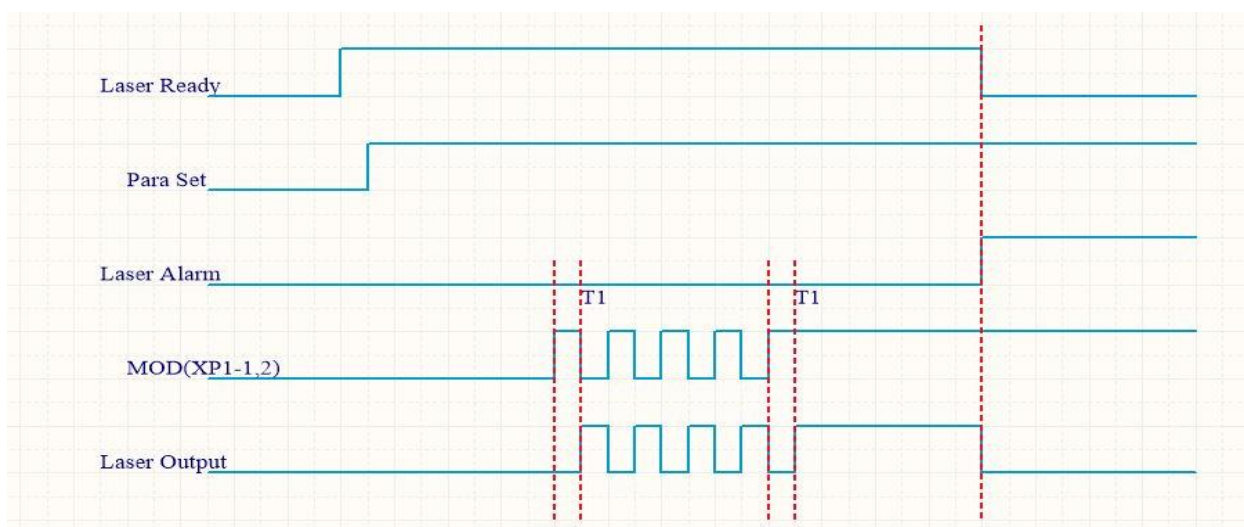 Laser Ready
Para Set
Laser Alarm
T1
T1
MOD(XP1-1,2)
Laser Output